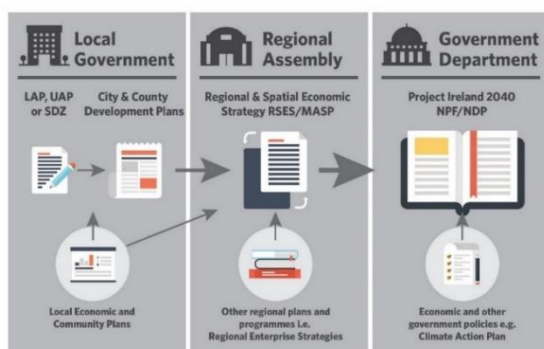 Local
Government
LAP, UAP
or SDZ
City & County
Development Plans
Local Economic and
Community Plans
Regional
Assembly
Regional & Spatial Economic
Strategy RSES/MASP
Other regional plans and
programmes i.e.
Regional Enterprise Strategies
Government
Department
Project Ireland 2040
NPF/NDP
Economic and other
government policies e.g.
Climate Action Plan